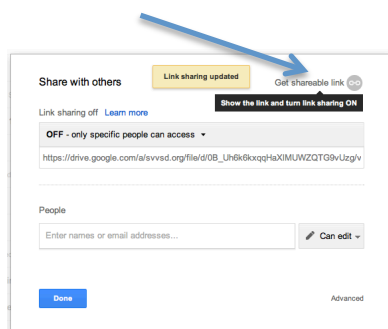 Link sharing updated
Share with others
Get shareable link
Show the link and turn link sharing ON
Link sharing off Learn more
OFF - only specific people can access
https://drive.google.com/a/svvsd.org/file/d/0B_Uh6k6kxqqHaXlMUWZQTG9vUzg/v
People
Enter names or email addresses...
Can edit
Done
Advanced